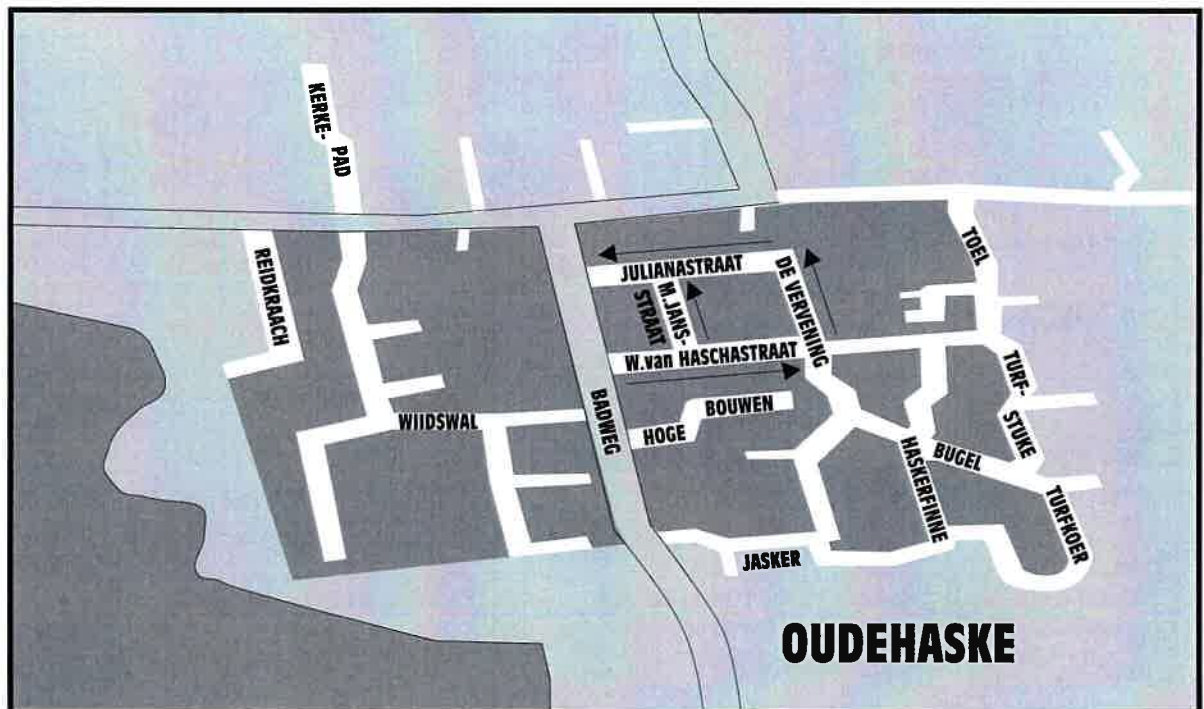 KERKE- PAD
REIDKRAACH
JULIANASTRAAT
DE VERVENING
TOEL
M.JANS-
STRAAT
W.van HASCHASTRAAT
TURF-
STUKE
BADWEG
BOUWEN
HOGE
WIJDSWAL
HASKERFINNE
BUGEL
TURFKOER
JASKER
OUDEHASKE